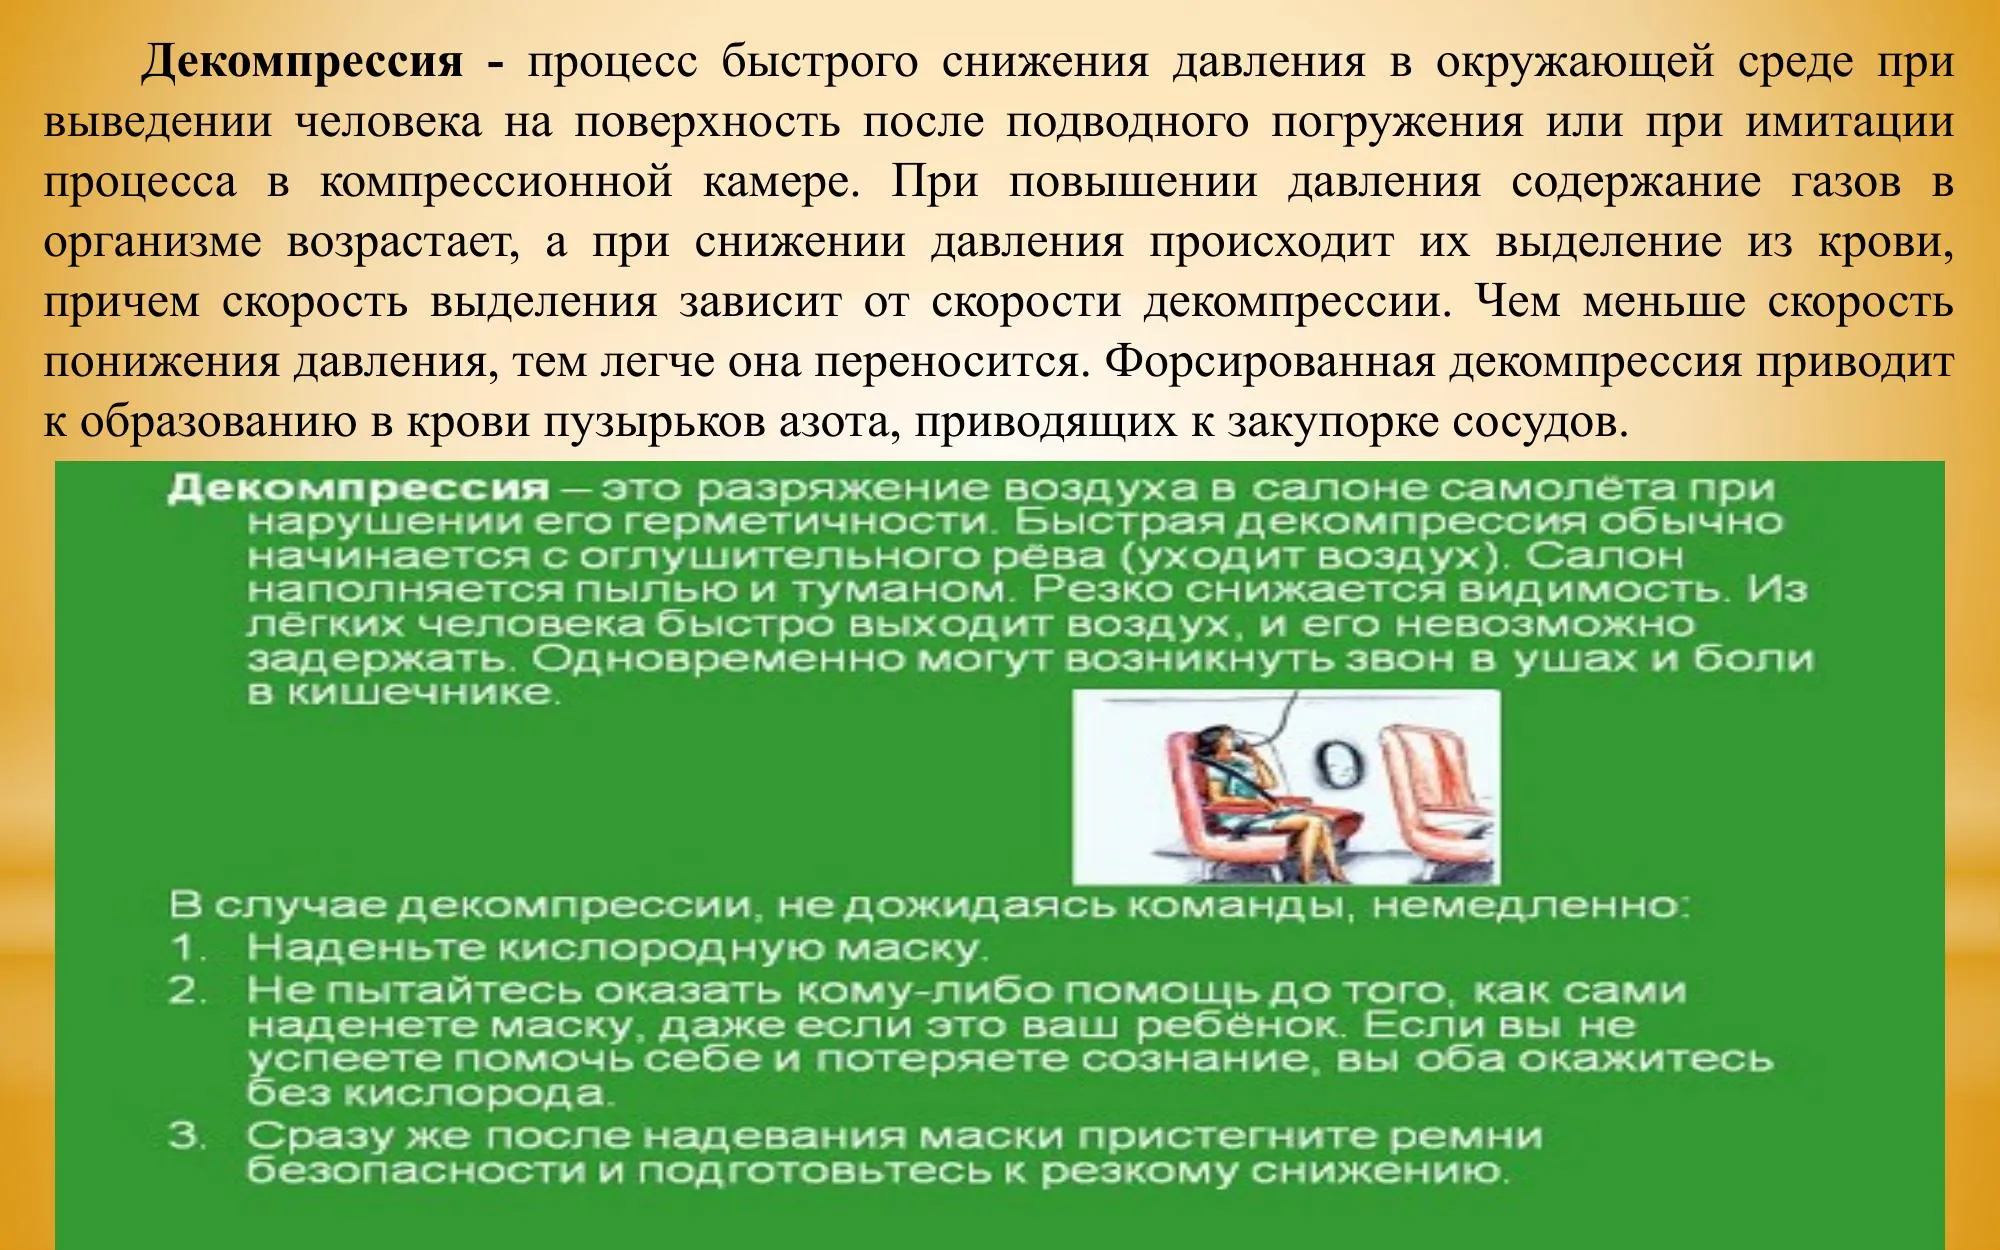 Декомпрессия - процесс быстрого снижения давления в окружающей среде при
выведении человека на поверхность после подводного погружения или при имитации
процесса в компрессионной камере. При повышении давления содержание газов в
организме возрастает, а при снижении давления происходит их выделение из крови,
причем скорость выделения зависит от скорости декомпрессии. Чем меньше скорость
понижения давления, тем легче она переносится. Форсированная декомпрессия приводит
к образованию в крови пузырьков азота, приводящих к закупорке сосудов.
Декомпрессия – это разряжение воздуха в салоне самолёта при
нарушении его герметичности. Быстрая декомпрессия обычно
начинается с оглушительного рёва (уходит воздух). Салон
наполняется пылью и туманом. Резко снижается видимость. Из
лёгких человека быстро выходит воздух, и его невозможно
задержать. Одновременно могут возникнуть звон в ушах и боли
в кишечнике.
В случае декомпрессии, не дожидаясь команды, немедленно:
1. Наденьте кислородную маску.
2. Не пытайтесь оказать кому-либо помощь до того, как сами
наденете маску, даже если это ваш ребёнок. Если вы не
успеете помочь себе и потеряете сознание, вы оба окажитесь
без кислорода.
3. Сразу же после надевания маски пристегните ремни
безопасности и подготовьтесь к резкому снижению.